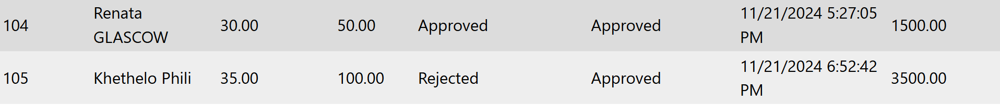 104 Renata GLASCOW 30.00 50.00 Approved Approved 11/21/2024 5:27:05 PM 1500.00
105 Khethelo Phili 35.00 100.00 Rejected Approved 11/21/2024 6:52:42 PM 3500.00